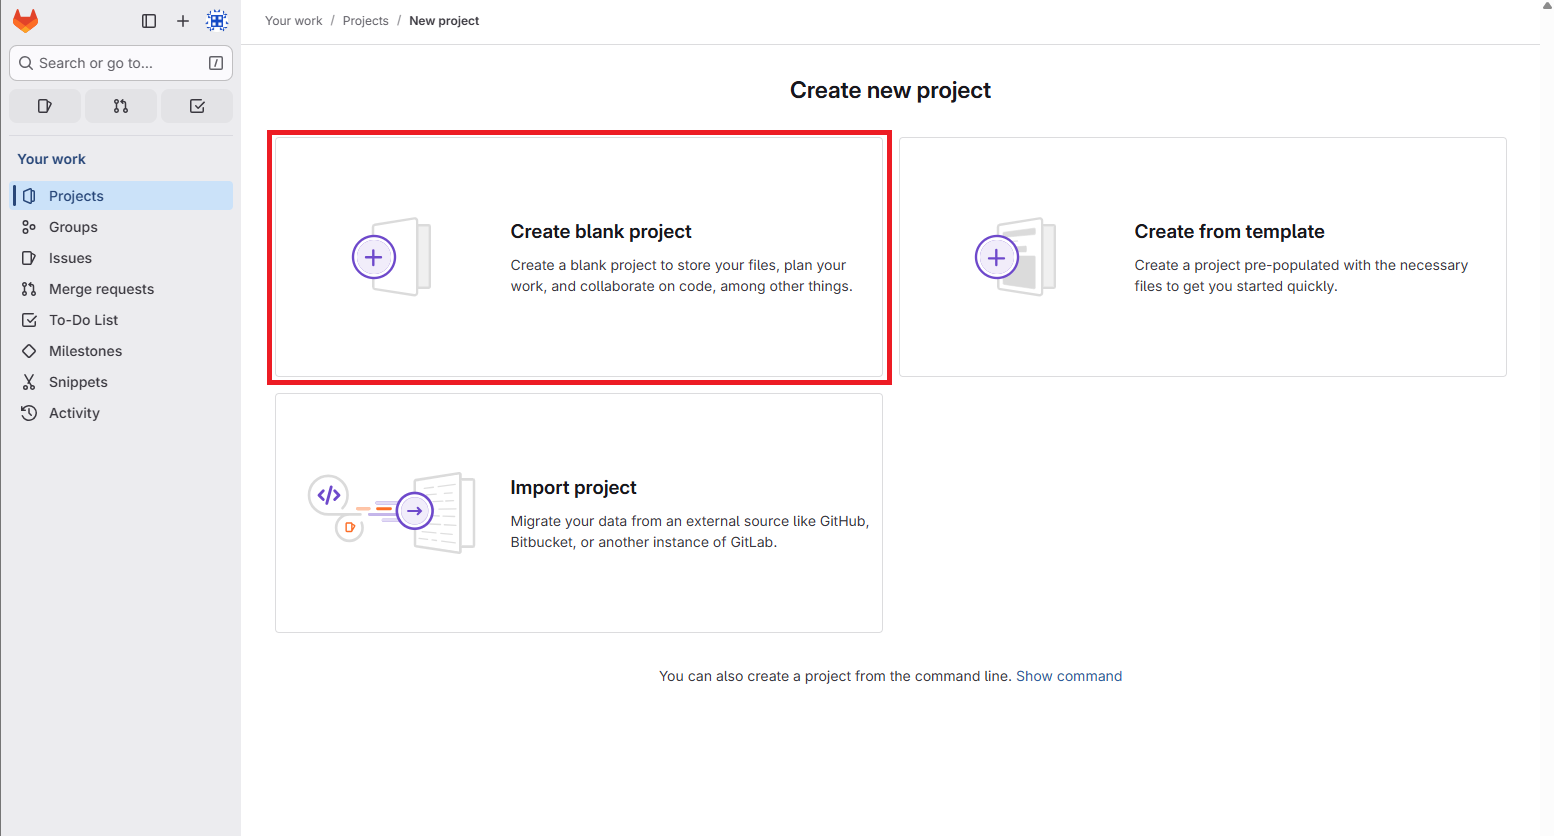 Your work / Projects / New project
Search or go to... /
Your work
Projects
Groups
Issues
Merge requests
To-Do List
Milestones
Snippets
Activity
Create new project
Create blank project
Create a blank project to store your files, plan your
work, and collaborate on code, among other things.
Create from template
Create a project pre-populated with the necessary
files to get you started quickly.
Import project
Migrate your data from an external source like GitHub,
Bitbucket, or another instance of GitLab.
You can also create a project from the command line. Show command